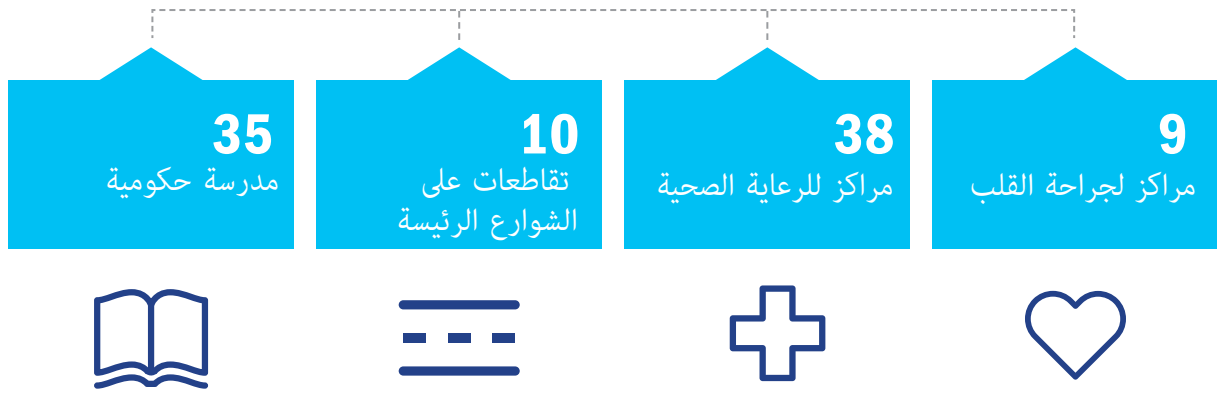 9
مراكز لجراحة القلب
38
مراكز للرعاية الصحية
10
تقاطعات على
الشوارع الرئيسة
35
مدرسة حكومية